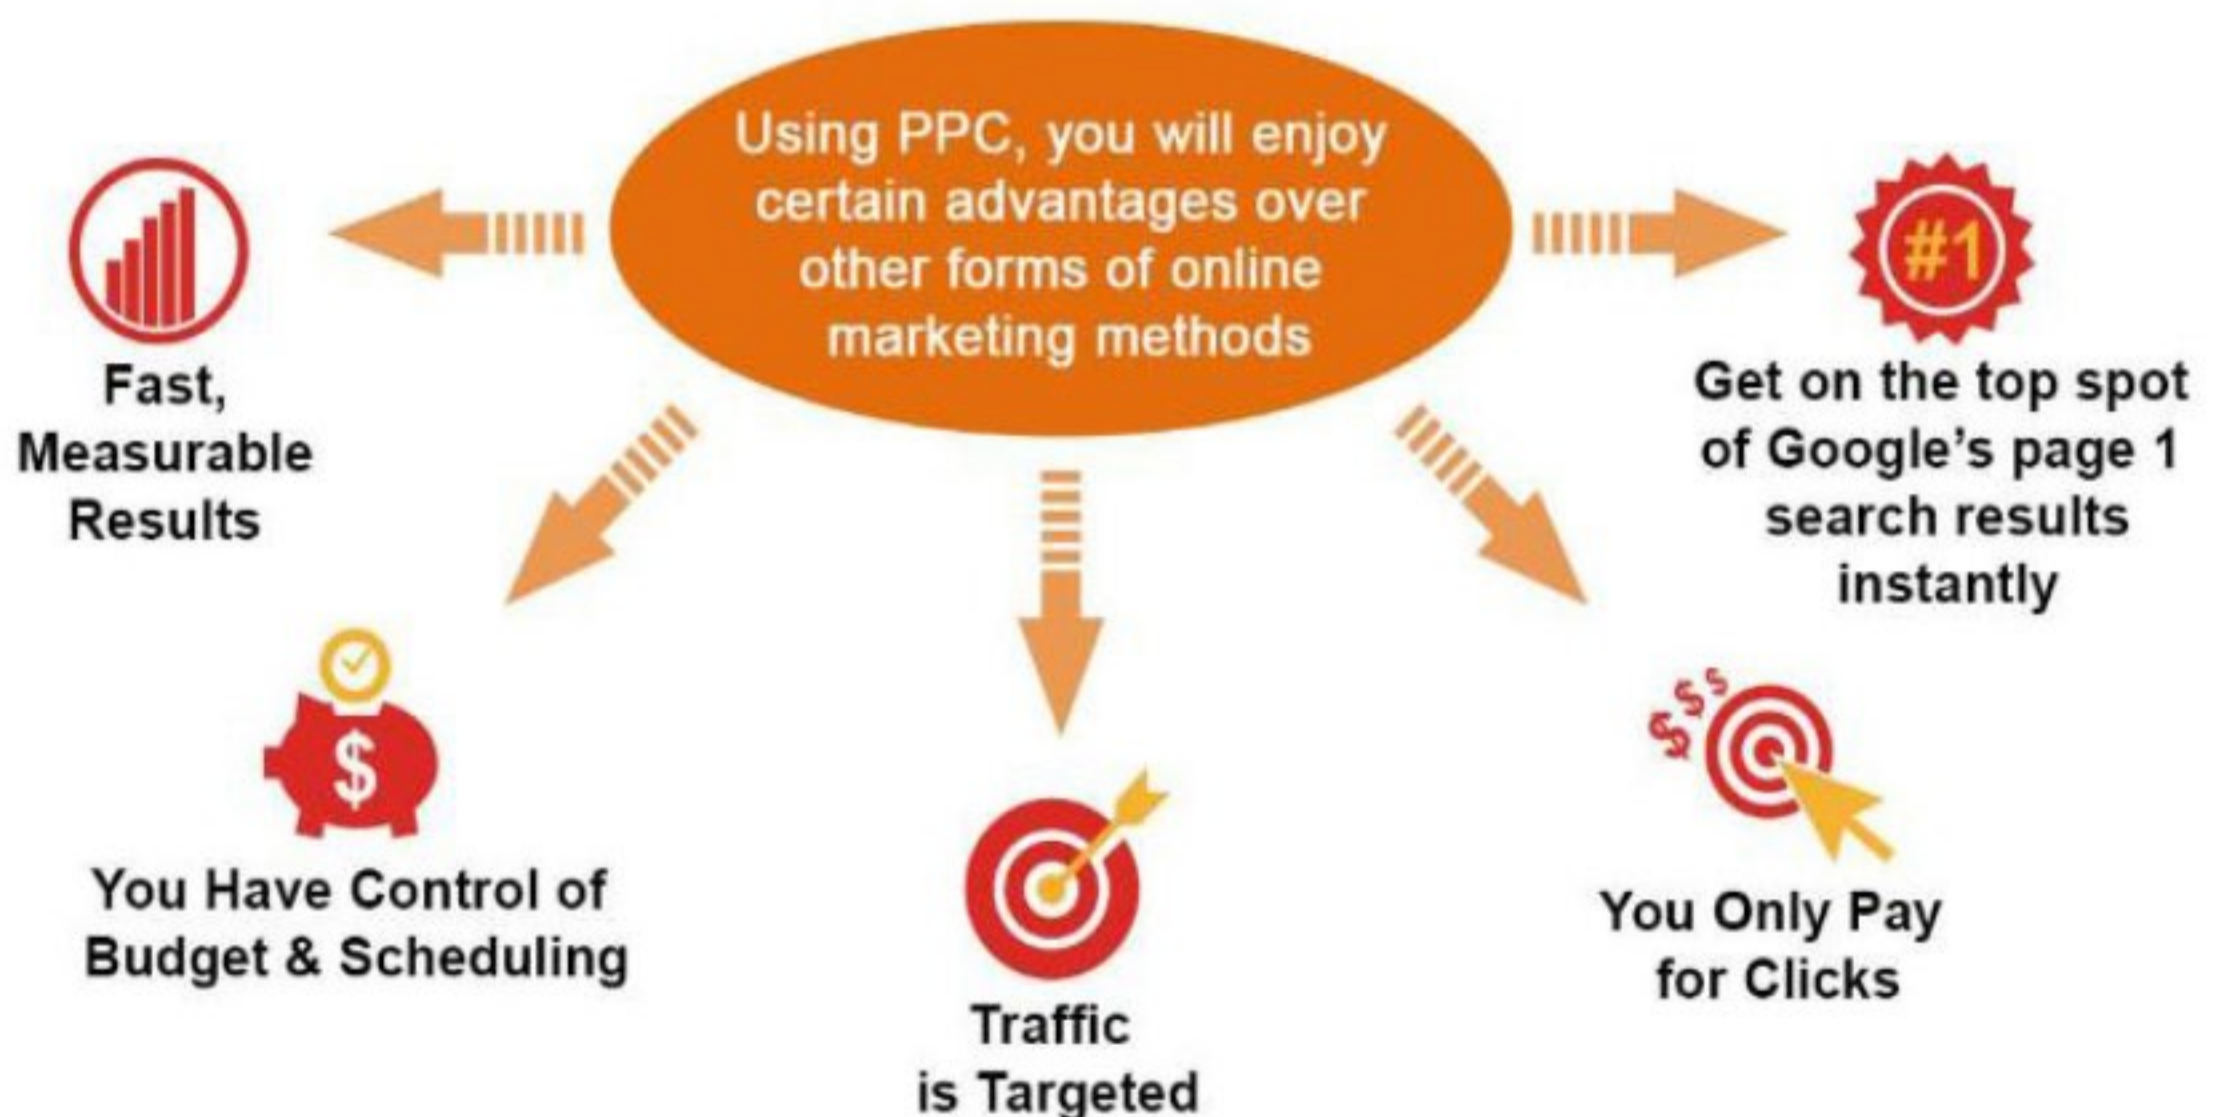 Using PPC, you will enjoy
certain advantages over
other forms of online
marketing methods
Fast,
Measurable
Results
#1
Get on the top spot
of Google's page 1
search results
instantly
$
You Have Control of
Budget & Scheduling
Traffic
is Targeted
$ $ $
You Only Pay
for Clicks